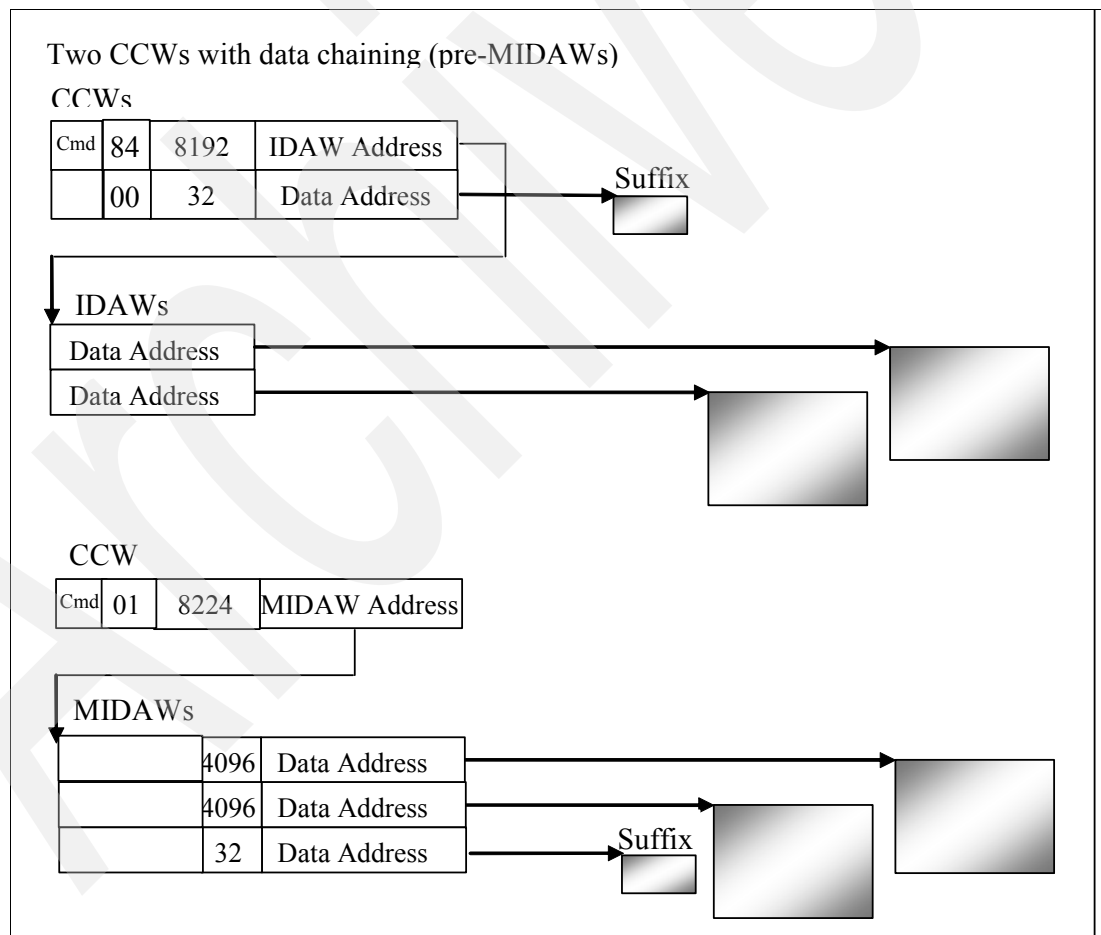 Two CCWs with data chaining (pre-MIDAWs)
CCWs
Cmd 84 8192 IDAW Address
00 32 Data Address
Suffix
IDAWs
Data Address
Data Address
CCW
Cmd 01 8224 MIDAW Address
MIDAWs
4096 Data Address
4096 Data Address
32 Data Address
Suffix